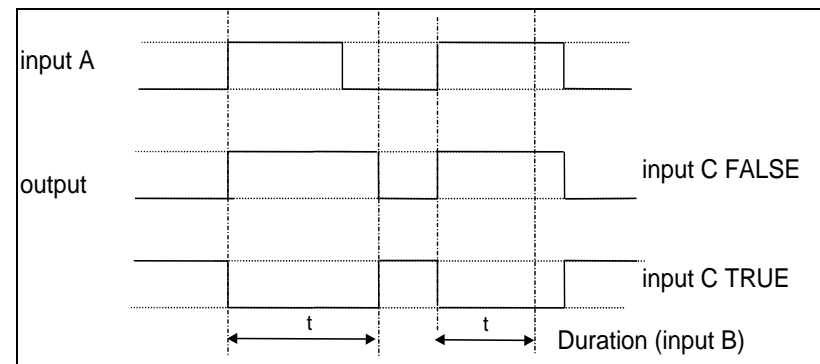 input A
input C FALSE
output
input C TRUE
t
t
Duration (input B)